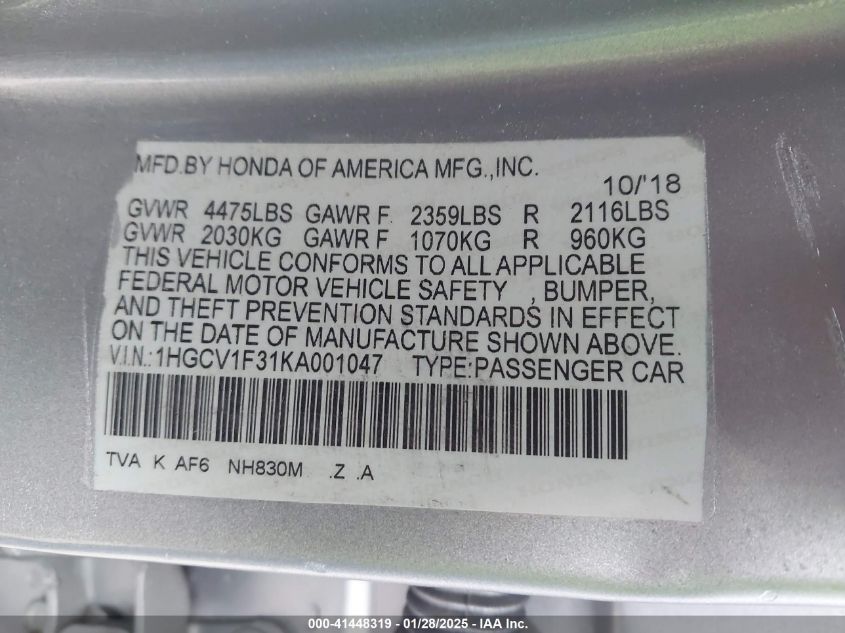 MFD.BY HONDA OF AMERICA MFG.,INC.
10/'18
GVWR 4475LBS GAWR F. 2359LBS R 2116LBS
GVWR 2030KG GAWR F 1070KG R 960KG
THIS VEHICLE CONFORMS TO ALL APPLICABLE
FEDERAL MOTOR VEHICLE SAFETY , BUMPER,
AND THEFT PREVENTION STANDARDS IN EFFECT
ON THE DATE OF MANUFACTURE SHOWN ABOVE.
V.I.N.:1HGCV1F31KA001047 TYPE:PASSENGER CAR
TVA K AF6 NH830M .Z .A
000-41448319 | 01/28/2025 | © IAA Inc.